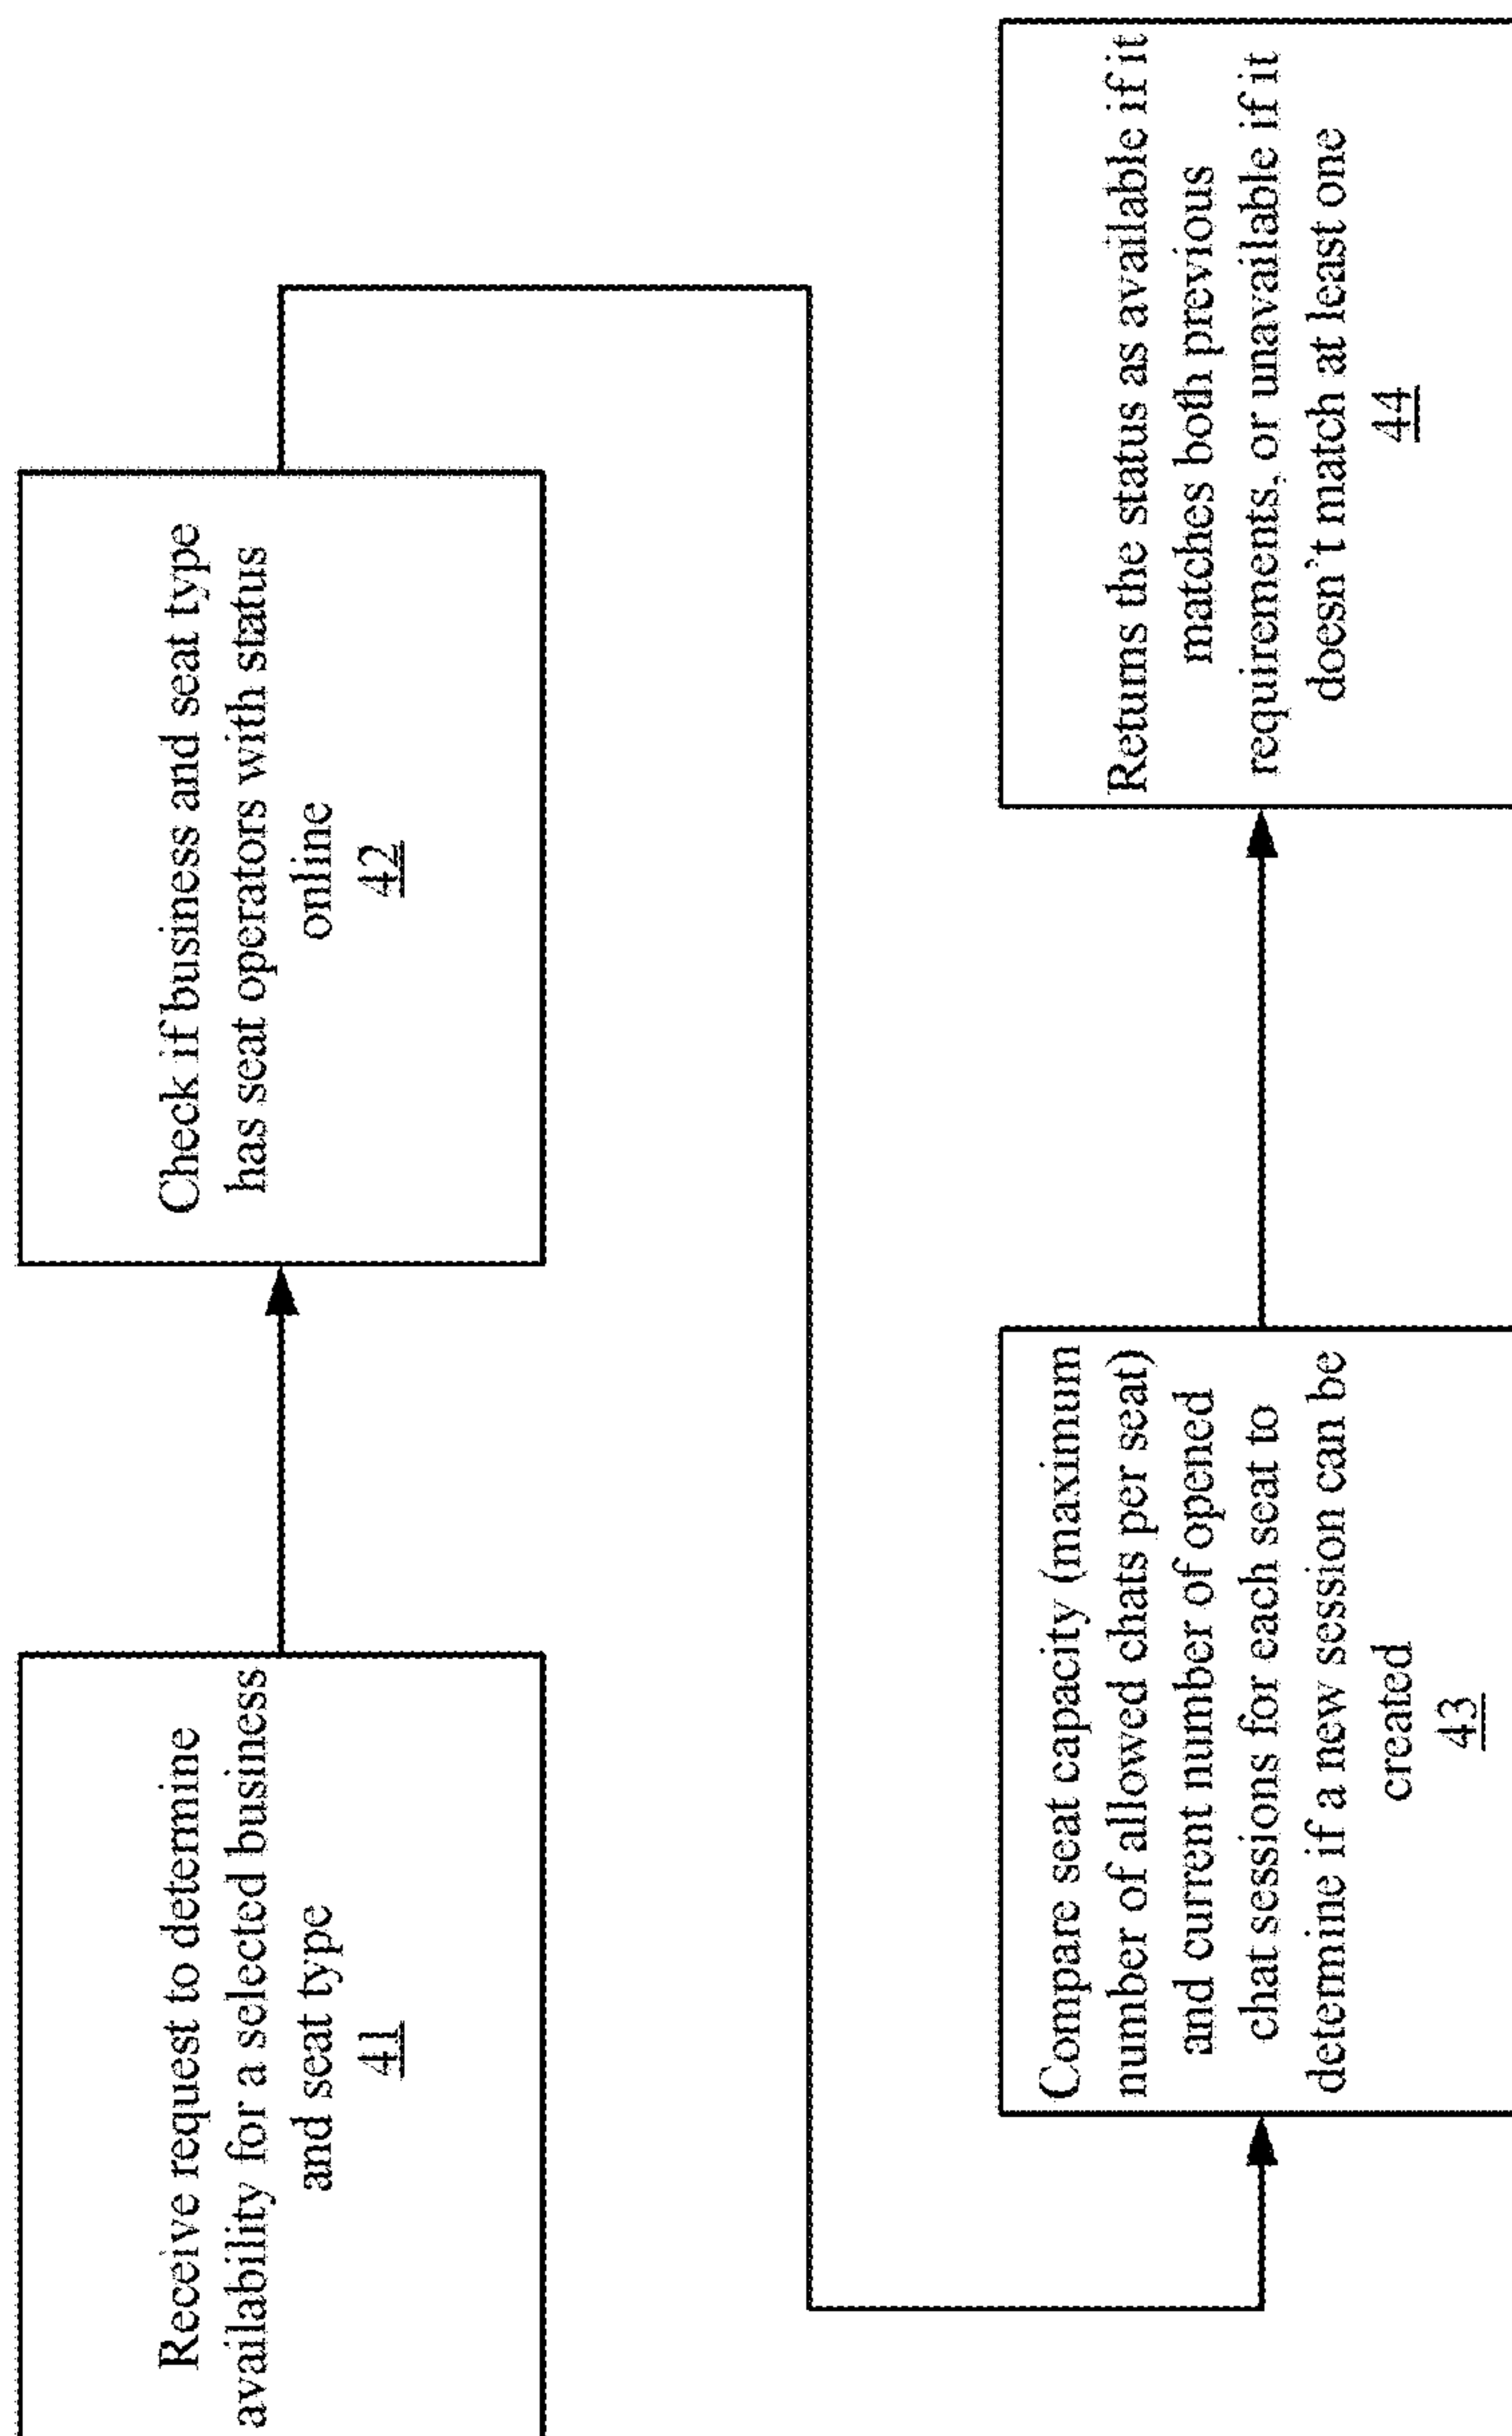 Receive request to determine
availability for a selected business
and seat type
41
Check if business and seat type
has seat operators with status
online
42
Compare seat capacity (maximum
number of allowed chats per seat)
and current number of opened
chat sessions for each seat to
determine if a new session can be
created
43
Returns the status as available if it
matches both previous
requirements, or unavailable if it
doesn't match at least one
44